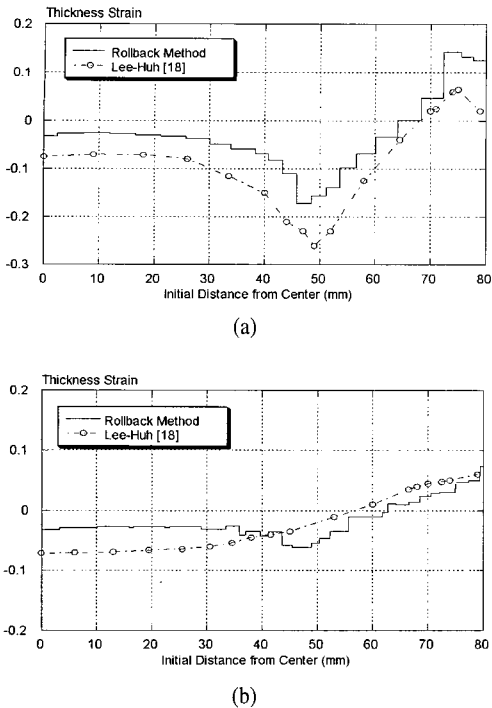 Thickness Strain
0.2
0.1
0
-0.1
-0.2
-0.3
Rollback Method
Lee-Huh [18]
0 10 20 30 40 50 60 70 80
Initial Distance from Center (mm)
(a)
Thickness Strain
0.2
0.1
0
-0.1
-0.2
Rollback Method
Lee-Huh [18]
0 10 20 30 40 50 60 70 80
Initial Distance from Center (mm)
(b)